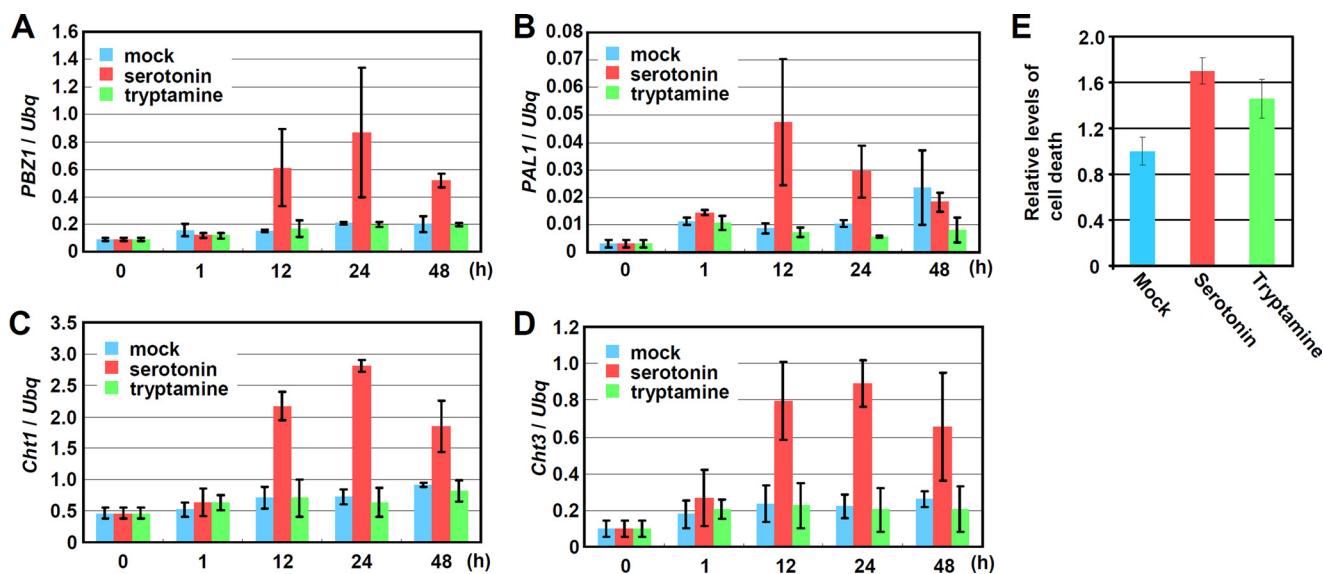 A
PBZ1 / Ubq
1.6
1.4
1.2
1.0
0.8
0.6
0.4
0.2
0
mock
serotonin
tryptamine
0 1 12 24 48 (h)
B
PAL1 / Ubq
0.08
0.07
0.06
0.05
0.04
0.03
0.02
0.01
0
mock
serotonin
tryptamine
0 1 12 24 48 (h)
E
Relative levels of
cell death
2.0
1.6
1.2
0.8
0.4
0
Mock
Serotonin
Tryptamine
C
Cht1 / Ubq
3.5
3.0
2.5
2.0
1.5
1.0
0.5
0
mock
serotonin
tryptamine
0 1 12 24 48 (h)
D
Cht3 / Ubq
1.2
1.0
0.8
0.6
0.4
0.2
0
mock
serotonin
tryptamine
0 1 12 24 48 (h)